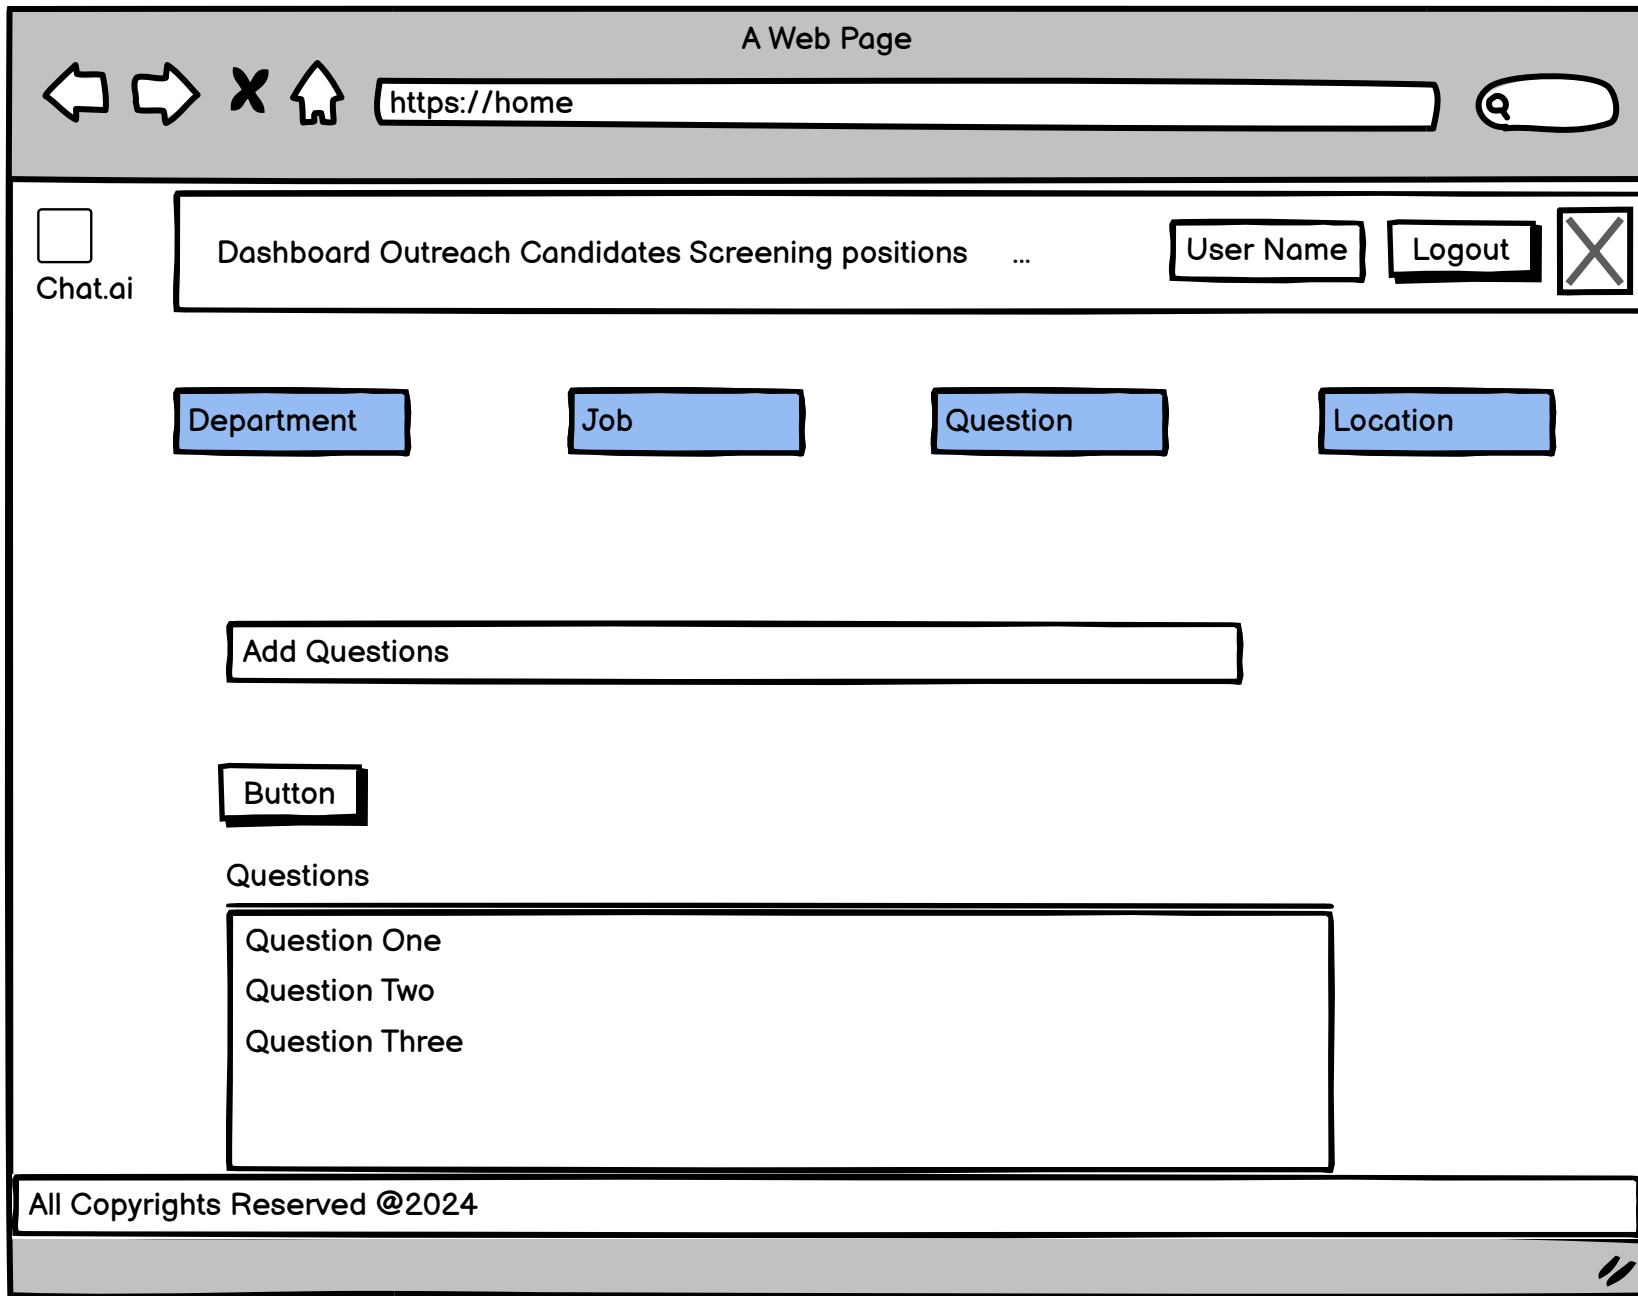 A Web Page
https://home
Chat.ai
Dashboard Outreach Candidates Screening positions ...
User Name
Logout
Department
Job
Question
Location
Add Questions
Button
Questions
Question One
Question Two
Question Three
All Copyrights Reserved @2024